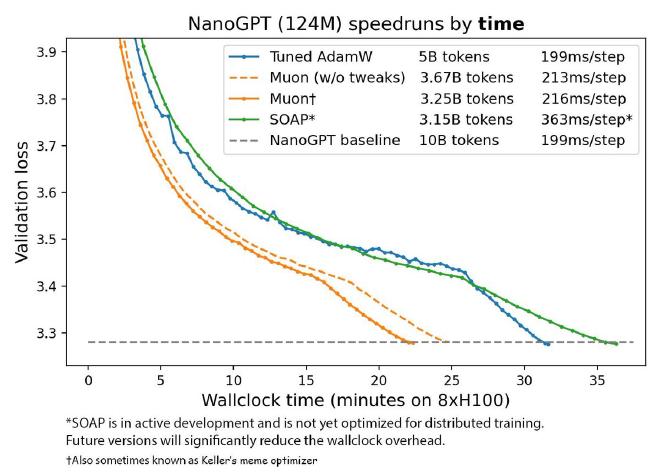 NanoGPT (124M) speedruns by time
Validation loss
3.9
3.8
3.7
3.6
3.5
3.4
3.3
Tuned AdamW 5B tokens 199ms/step
Muon (w/o tweaks) 3.67B tokens 213ms/step
Muon† 3.25B tokens 216ms/step
SOAP* 3.15B tokens 363ms/step*
NanoGPT baseline 10B tokens 199ms/step
0 5 10 15 20 25 30 35
Wallclock time (minutes on 8xH100)
*SOAP is in active development and is not yet optimized for distributed training.
Future versions will significantly reduce the wallclock overhead.
†Also sometimes known as Keller's meme optimizer